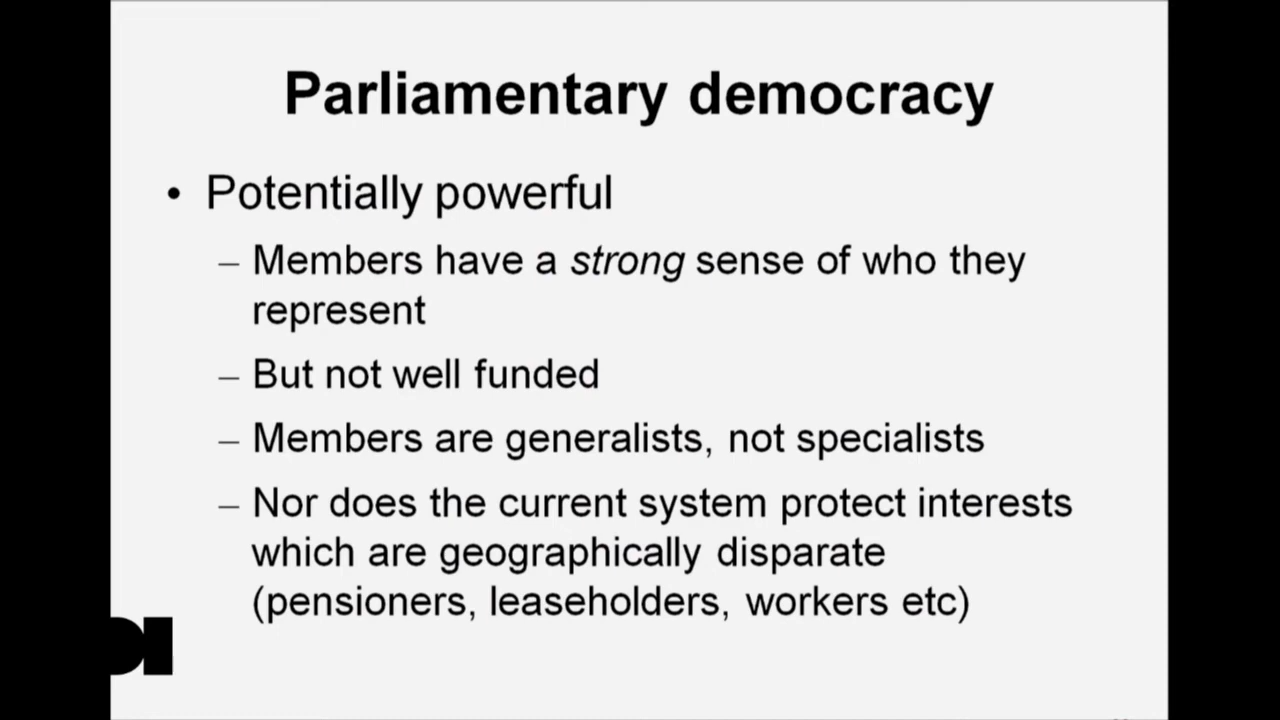 Parliamentary democracy
• Potentially powerful
– Members have a strong sense of who they
represent
– But not well funded
– Members are generalists, not specialists
– Nor does the current system protect interests
which are geographically disparate
(pensioners, leaseholders, workers etc)